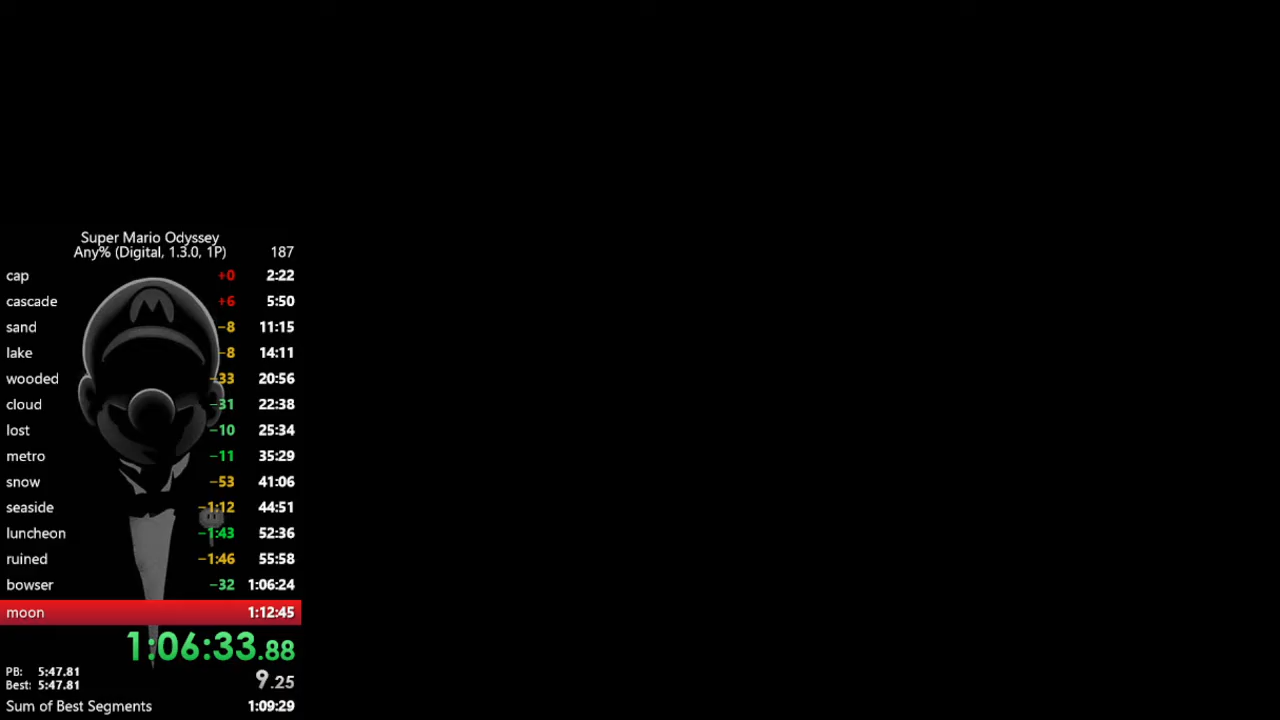 Super Mario Odyssey
Any% (Digital, 1.3.0, 1P) 187
cap +0 2:22
cascade +6 5:50
sand −8 11:15
lake −8 14:11
wooded −33 20:56
cloud −31 22:38
lost −10 25:34
metro −11 35:29
snow −53 41:06
seaside −1:12 44:51
luncheon −1:43 52:36
ruined −1:46 55:58
bowser −32 1:06:24
moon 1:12:45
1:06:33.88
PB: 5:47.81
Best: 5:47.81 9.25
Sum of Best Segments 1:09:29